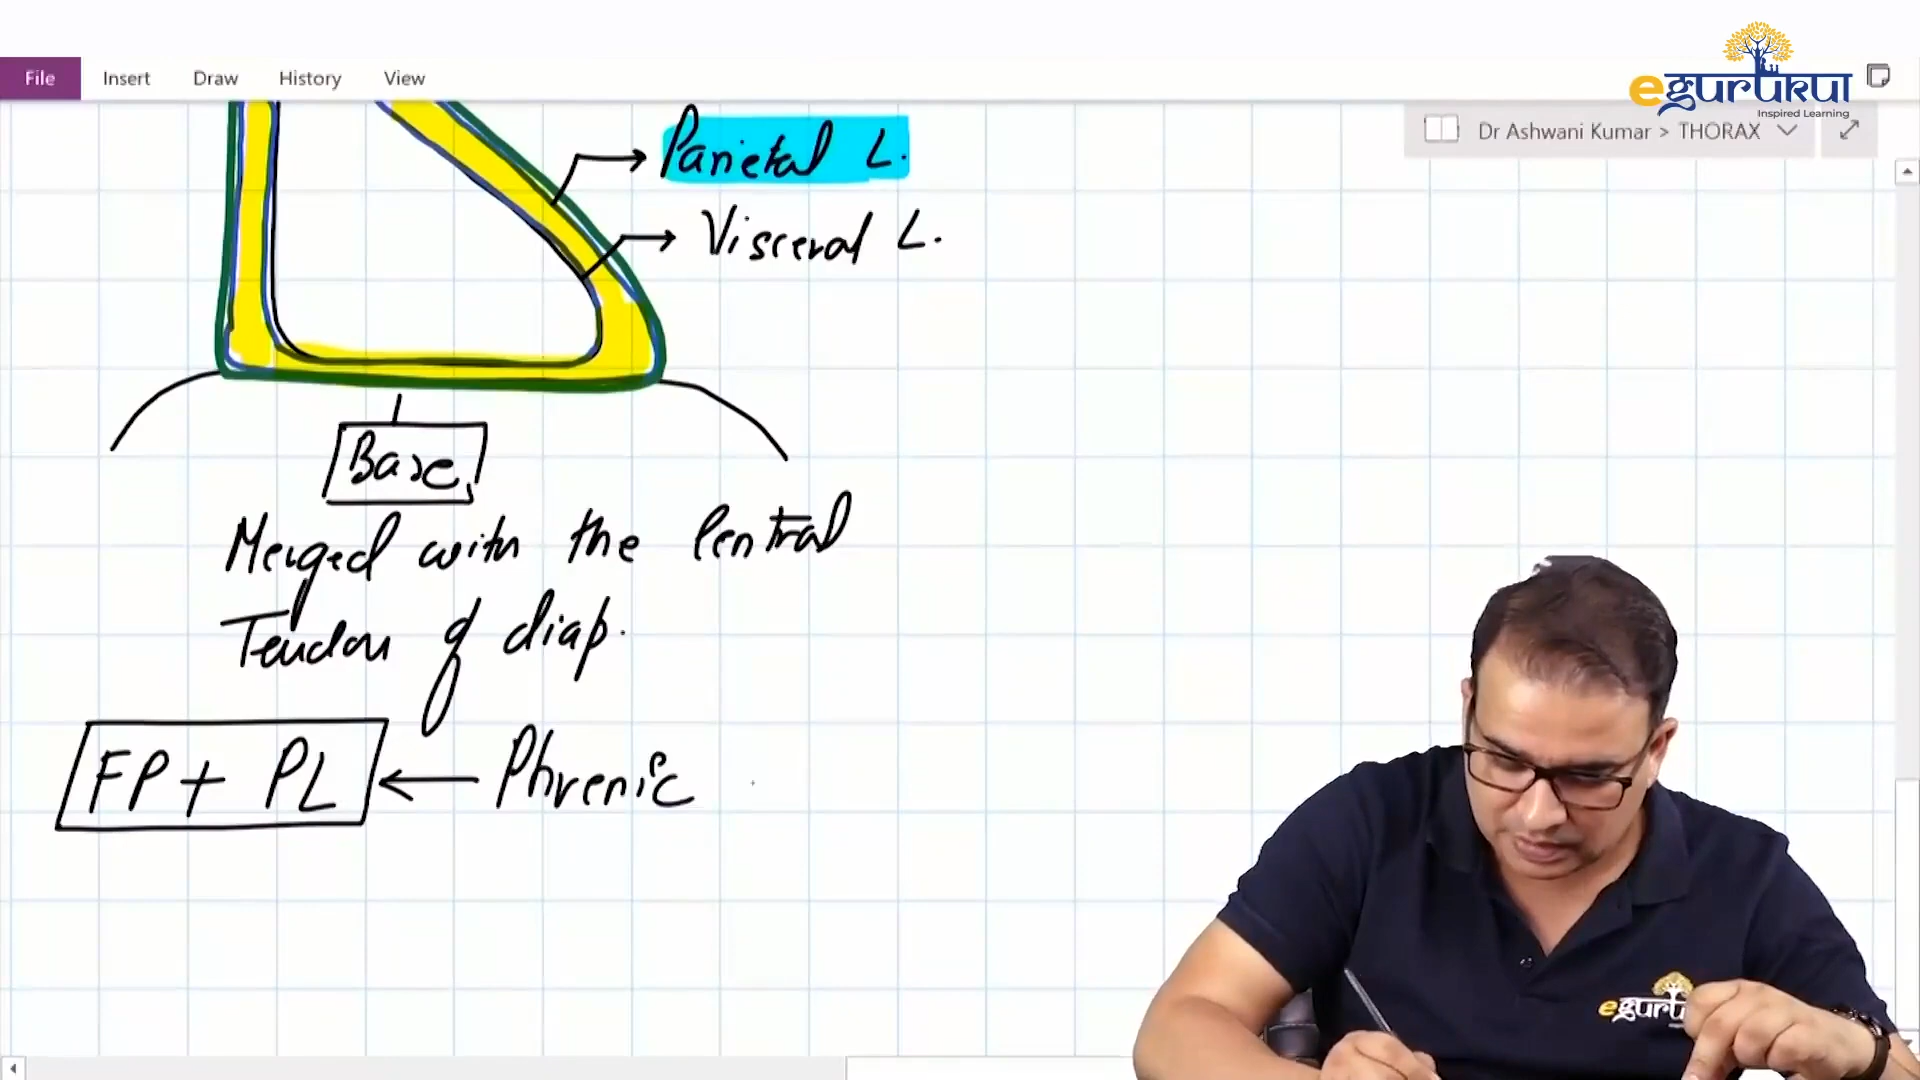 egurukul
Inspired Learning
File Insert Draw History View
Dr Ashwani Kumar > THORAX
Parietal L.
Visceral L.
Base
Merged with the Central
Tendon of diap.
FP + PL ← Phrenic
eguru